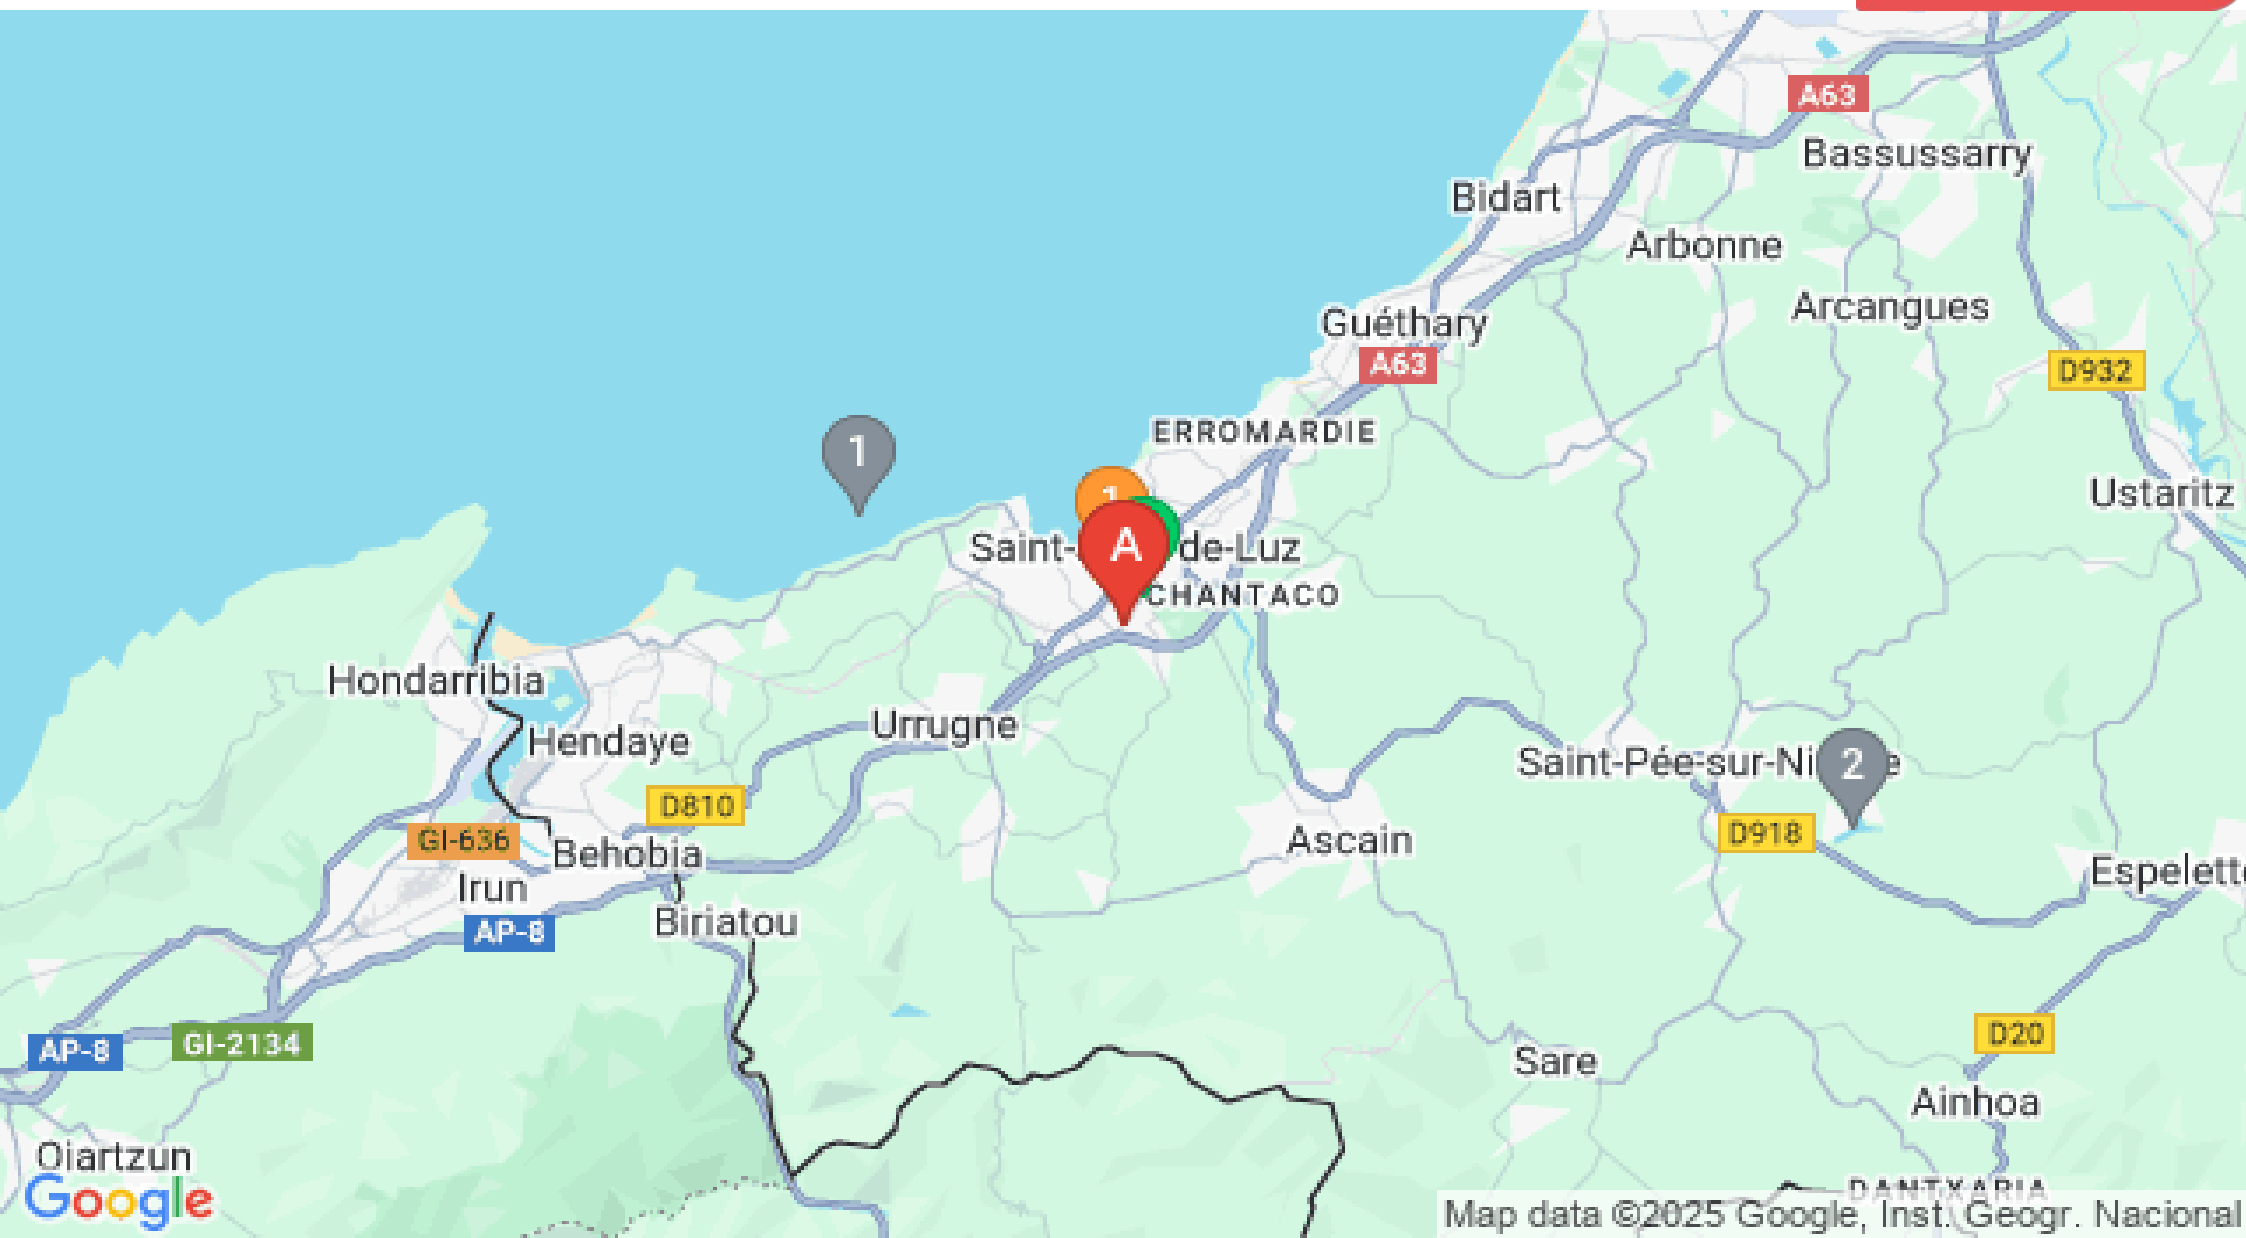 A63
Bassussarry
Bidart
Arbonne
Arcangues
Guéthary
A63
D932
ERROMARDIE
1
1
Ustaritz
Saint-
A
de-Luz
CHANTACO
Hondarribia
Urrugne
Hendaye
Saint-Pée-sur-Ni
2
e
D810
D918
GI-636
Ascain
Behobia
Espelette
Irun
Biriatou
AP-8
D20
GI-2134
AP-8
Sare
Ainhoa
Oiartzun
DANTXARIA
Google
Map data ©2025 Google, Inst. Geogr. Nacional